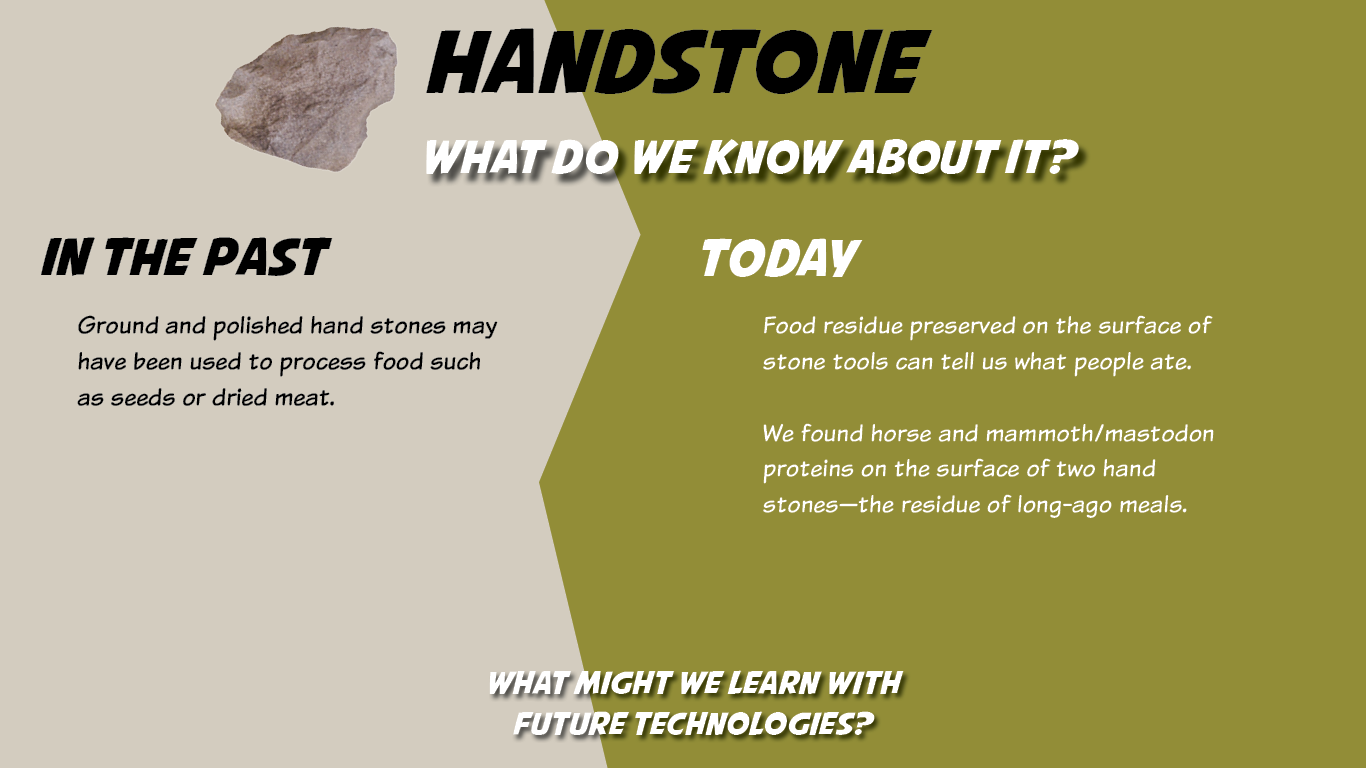 HANDSTONE
WHAT DO WE KNOW ABOUT IT?
IN THE PAST
Ground and polished hand stones may
have been used to process food such
as seeds or dried meat.
TODAY
Food residue preserved on the surface of
stone tools can tell us what people ate.
We found horse and mammoth/mastodon
proteins on the surface of two hand
stones—the residue of long-ago meals.
WHAT MIGHT WE LEARN WITH
FUTURE TECHNOLOGIES?